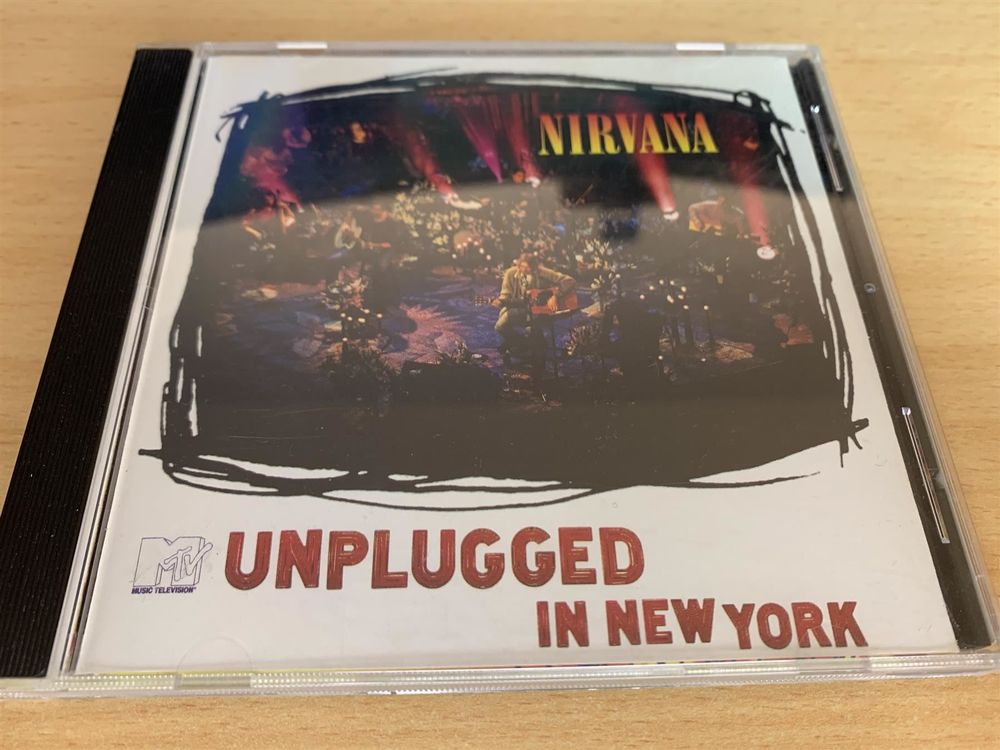 NIRVANA
MTV
MUSIC TELEVISION®
UNPLUGGED
IN NEW YORK